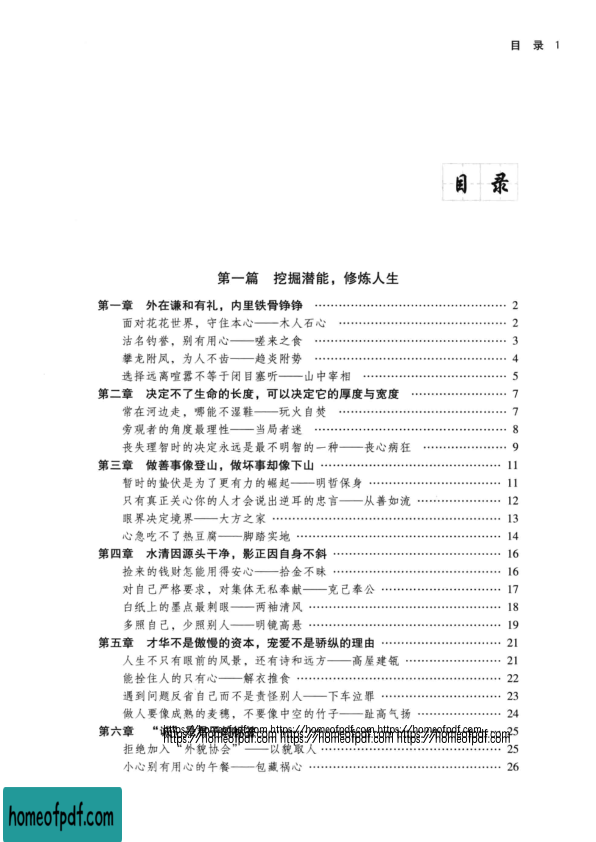 目 录 1
目 录
第一篇 挖掘潜能，修炼人生
第一章 外在谦和有礼，内里铁骨铮铮 ………………………………………… 2
面对花花世界，守住本心——木人石心 …………………………………… 2
沽名钓誉，别有用心——嗟来之食 ………………………………………… 3
攀龙附凤，为人不齿——趋炎附势 ………………………………………… 4
选择远离喧嚣不等于闭目塞听——山中宰相 ……………………………… 5
第二章 决定不了生命的长度，可以决定它的厚度与宽度 ………………… 7
常在河边走，哪能不湿鞋——玩火自焚 …………………………………… 7
旁观者的角度最理性——当局者迷 ………………………………………… 8
丧失理智时的决定永远是最不明智的一种——丧心病狂 ………………… 9
第三章 做善事像登山，做坏事却像下山 …………………………………… 11
暂时的蛰伏是为了更有力的崛起——明哲保身 …………………………… 11
只有真正关心你的人才会说出逆耳的忠言——从善如流 ………………… 12
眼界决定境界——大方之家 ………………………………………………… 13
心急吃不了热豆腐——脚踏实地 …………………………………………… 14
第四章 水清因源头干净，影正因自身不斜 ………………………………… 16
捡来的钱财怎能用得安心——拾金不昧 …………………………………… 16
对自己严格要求，对集体无私奉献——克己奉公 ………………………… 17
白纸上的墨点最刺眼——两袖清风 ………………………………………… 18
多照自己，少照别人——明镜高悬 ………………………………………… 19
第五章 才华不是傲慢的资本，宠爱不是骄纵的理由 ……………………… 21
人生不只有眼前的风景，还有诗和远方——高屋建瓴 …………………… 21
能拴住人的只有心——解衣推食 …………………………………………… 22
遇到问题反省自己而不是责怪别人——下车泣罪 ………………………… 23
做人要像成熟的麦穗，不要像中空的竹子——趾高气扬 ………………… 24
第六章 25
https://homeofpdf.com https://homeofpdf.com https://homeofpdf.com
https://homeofpdf.com https://homeofpdf.com https://homeofpdf.com
拒绝加入“外貌协会”——以貌取人 ………………………………………… 25
小心别有用心的午餐——包藏祸心 ………………………………………… 26
homeofpdf.com